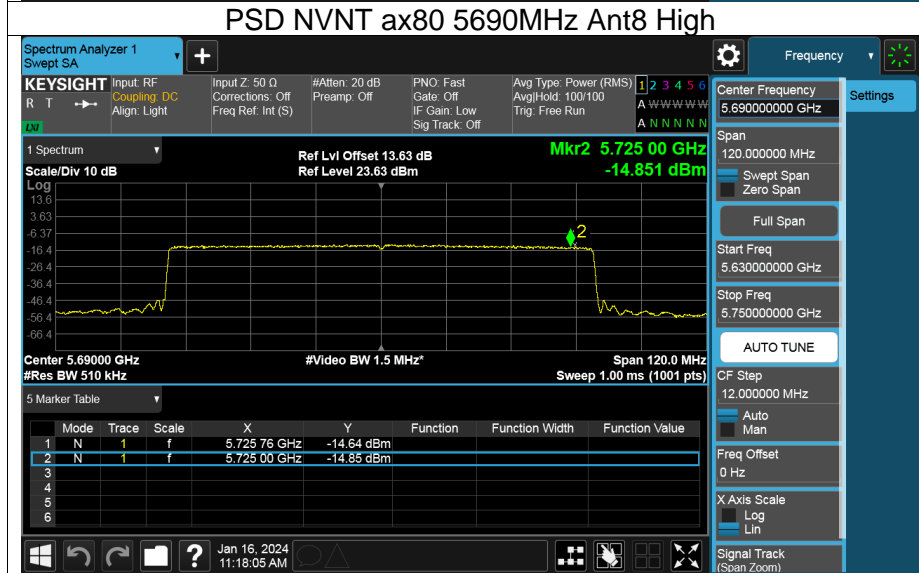 PSD NVNT ax80 5690MHz Ant8 High
Spectrum Analyzer 1
Swept SA
+
Frequency
KEYSIGHT
R T
LXI
Input: RF
Coupling: DC
Align: Light
Input Z: 50 Ω
Corrections: Off
Freq Ref: Int (S)
#Atten: 20 dB
Preamp: Off
PNO: Fast
Gate: Off
IF Gain: Low
Sig Track: Off
Avg Type: Power (RMS)
Avg|Hold: 100/100
Trig: Free Run
1 2 3 4 5 6
A W W W W W
A N N N N N
1 Spectrum
Scale/Div 10 dB
Ref Lvl Offset 13.63 dB
Ref Level 23.63 dBm
Mkr2 5.725 00 GHz
-14.851 dBm
Log
13.6
3.63
-6.37
-16.4
-26.4
-36.4
-46.4
-56.4
-66.4
2
Center 5.69000 GHz
#Video BW 1.5 MHz*
Span 120.0 MHz
#Res BW 510 kHz
Sweep 1.00 ms (1001 pts)
5 Marker Table
Mode Trace Scale X Y Function Function Width Function Value
1 N 1 f 5.725 76 GHz -14.64 dBm
2 N 1 f 5.725 00 GHz -14.85 dBm
3
4
5
6
?
Jan 16, 2024
11:18:05 AM
Center Frequency
5.690000000 GHz
Settings
Span
120.000000 MHz
Swept Span
Zero Span
Full Span
Start Freq
5.630000000 GHz
Stop Freq
5.750000000 GHz
AUTO TUNE
CF Step
12.000000 MHz
Auto
Man
Freq Offset
0 Hz
X Axis Scale
Log
Lin
Signal Track
(Span Zoom)